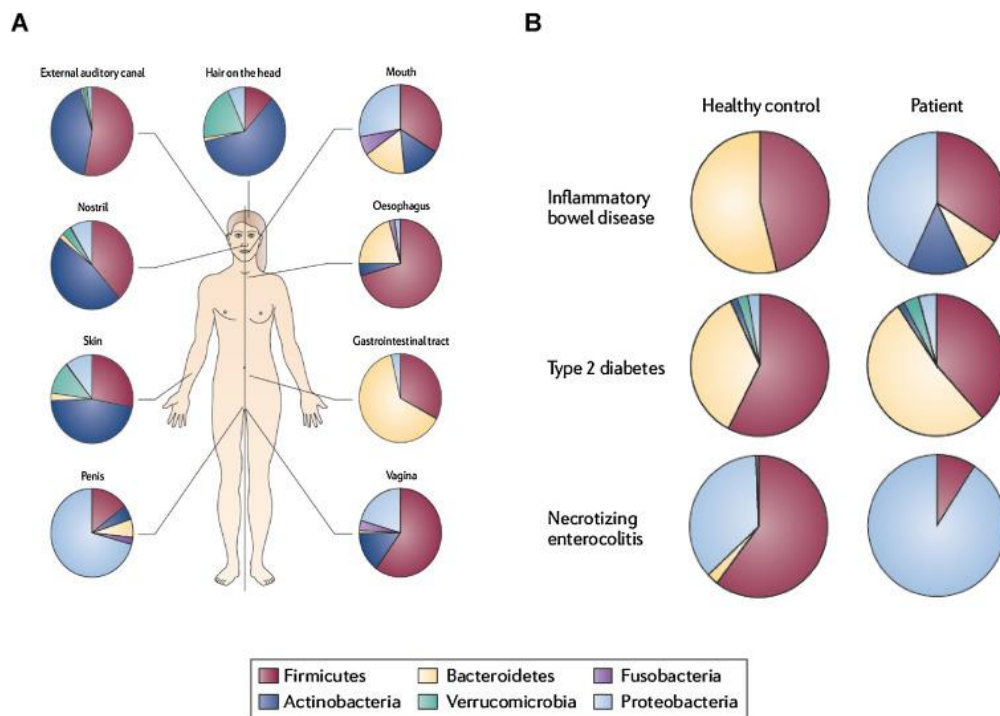 A
B
External auditory canal
Hair on the head
Mouth
Nostril
Oesophagus
Skin
Gastrointestinal tract
Penis
Vagina
Healthy control
Patient
Inflammatory
bowel disease
Type 2 diabetes
Necrotizing
enterocolitis
Firmicutes
Bacteroidetes
Fusobacteria
Actinobacteria
Verrucomicrobia
Proteobacteria